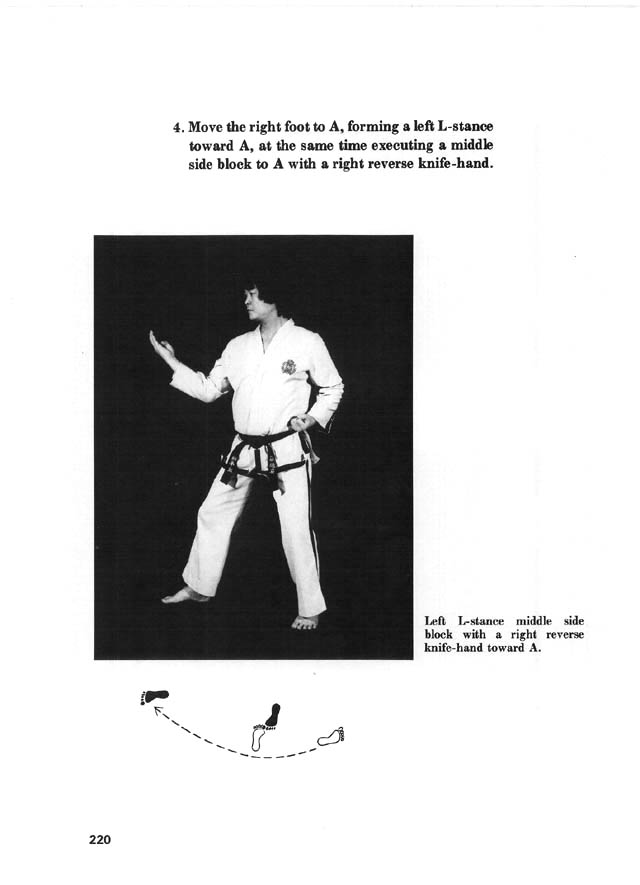 4. Move the right foot to A, forming a left L-stance
toward A, at the same time executing a middle
side block to A with a right reverse knife-hand.
Left L-stance middle side
block with a right reverse
knife-hand toward A.
220